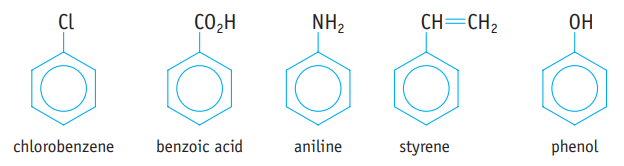 Cl CO₂H NH₂ CH=CH₂ OH
chlorobenzene benzoic acid aniline styrene phenol